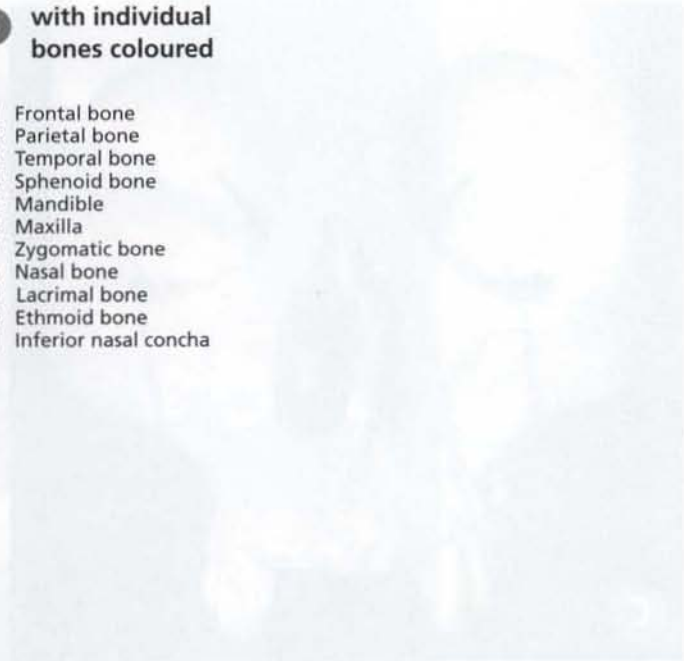 with individual
bones coloured
Frontal bone
Parietal bone
Temporal bone
Sphenoid bone
Mandible
Maxilla
Zygomatic bone
Nasal bone
Lacrimal bone
Ethmoid bone
Inferior nasal concha